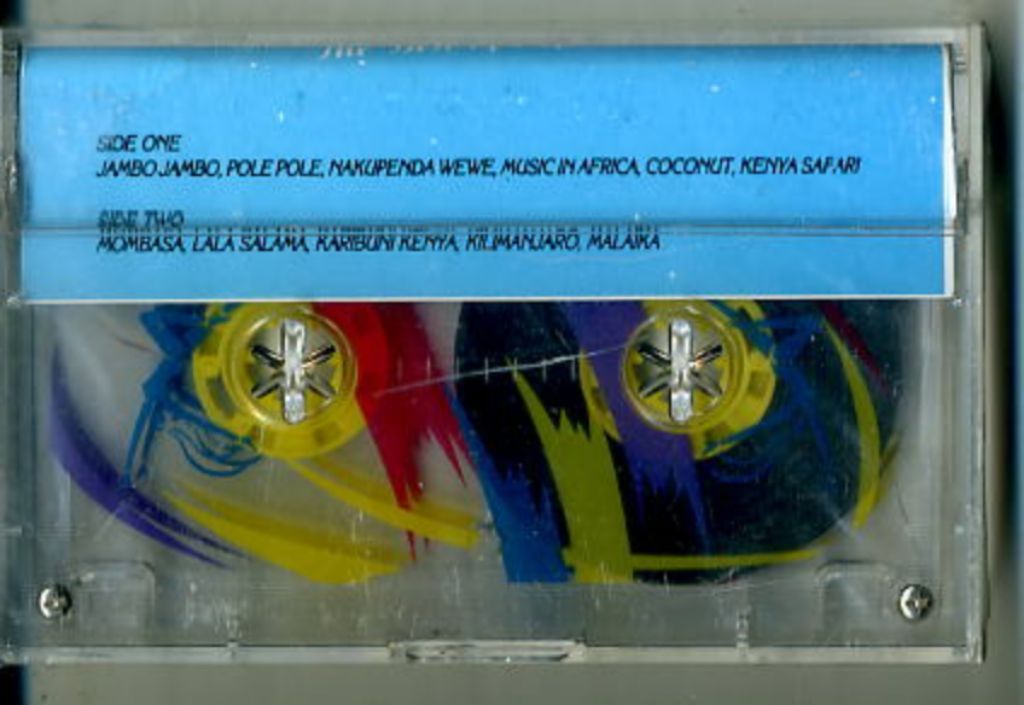 SIDE ONE
JAMBO JAMBO, POLE POLE, NAKUPENDA WEWE, MUSIC IN AFRICA, COCONUT, KENYA SAFARI
SIDE TWO
MOMBASA, LALA SALAMA, KARIBUNI KENYA, KILIMANJARO, MALAIKA